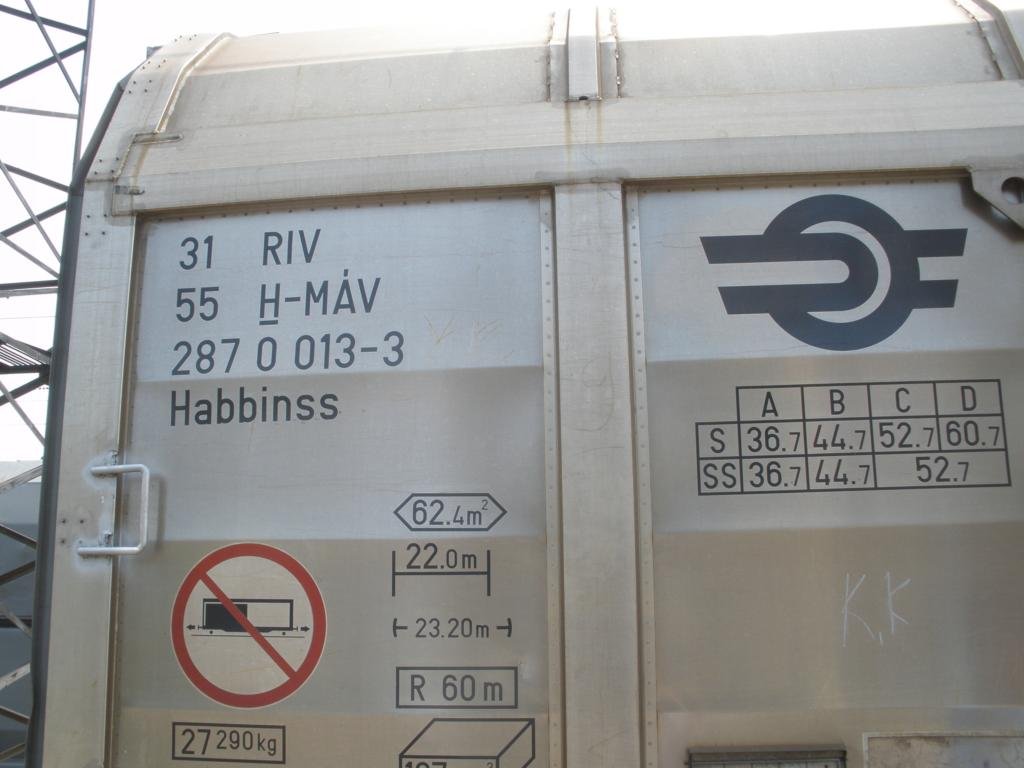 31 RIV
55 H-MÁV
287 0 013-3
Habbinss
62.4m²
22.0m
23.20m
R 60m
27 290kg
A B C D
S 36.7 44.7 52.7 60.7
SS 36.7 44.7 52.7
K,K